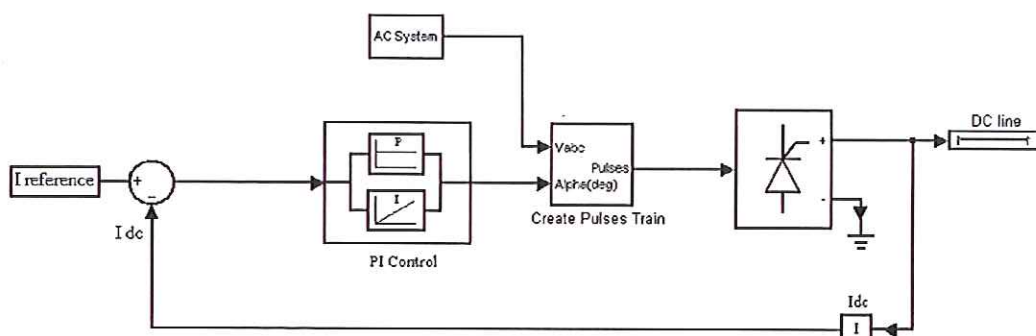 AC System
DC line
P
Vabc
+
Pulses
I reference
+
-
I
Alpha(deg)
-
Create Pulses Train
I dc
PI Control
Idc
I